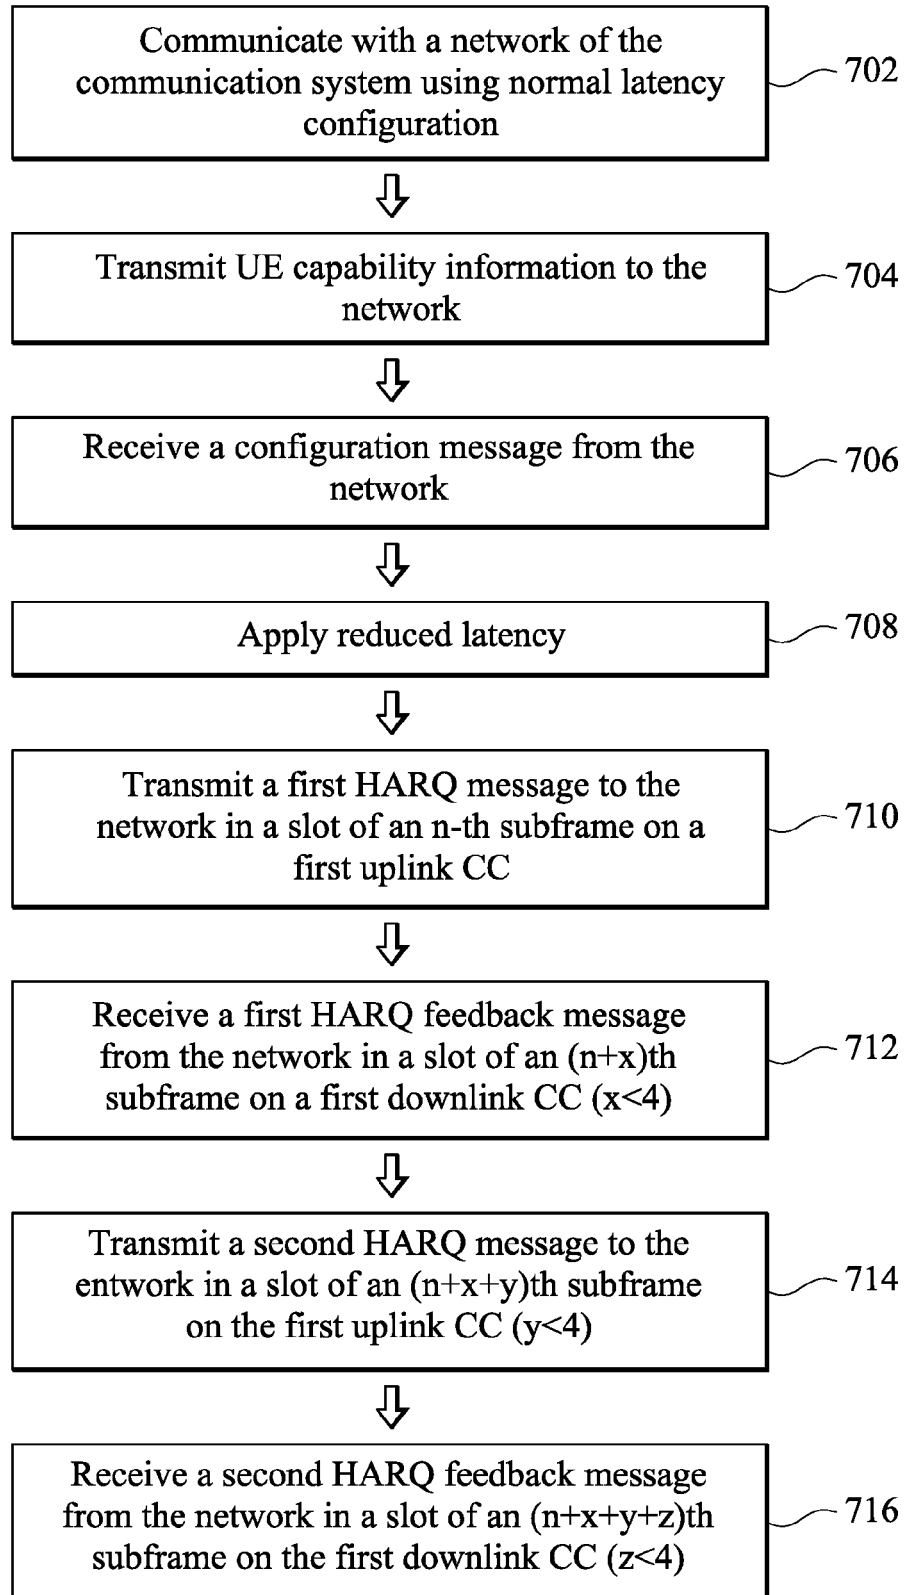 Communicate with a network of the
communication system using normal latency
configuration
702
Transmit UE capability information to the
network
704
Receive a configuration message from the
network
706
Apply reduced latency
708
Transmit a first HARQ message to the
network in a slot of an n-th subframe on a
first uplink CC
710
Receive a first HARQ feedback message
from the network in a slot of an (n+x)th
subframe on a first downlink CC (x<4)
712
Transmit a second HARQ message to the
entwork in a slot of an (n+x+y)th subframe
on the first uplink CC (y<4)
714
Receive a second HARQ feedback message
from the network in a slot of an (n+x+y+z)th
subframe on the first downlink CC (z<4)
716